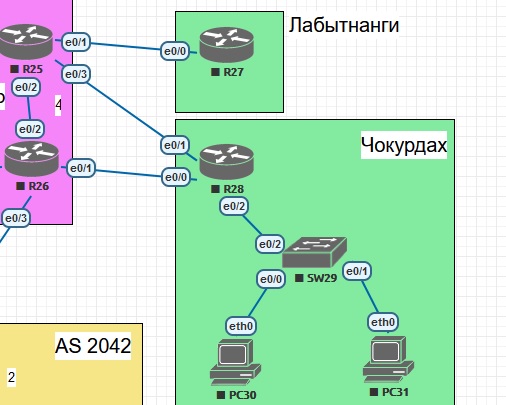 Лабытнанги
e0/1
e0/0
R25
R27
e0/3
e0/2
4
Чокурдах
e0/2
e0/1
e0/1
e0/0
R26
R28
e0/3
e0/2
e0/2
e0/0
SW29
e0/1
eth0
eth0
AS 2042
2
PC30
PC31